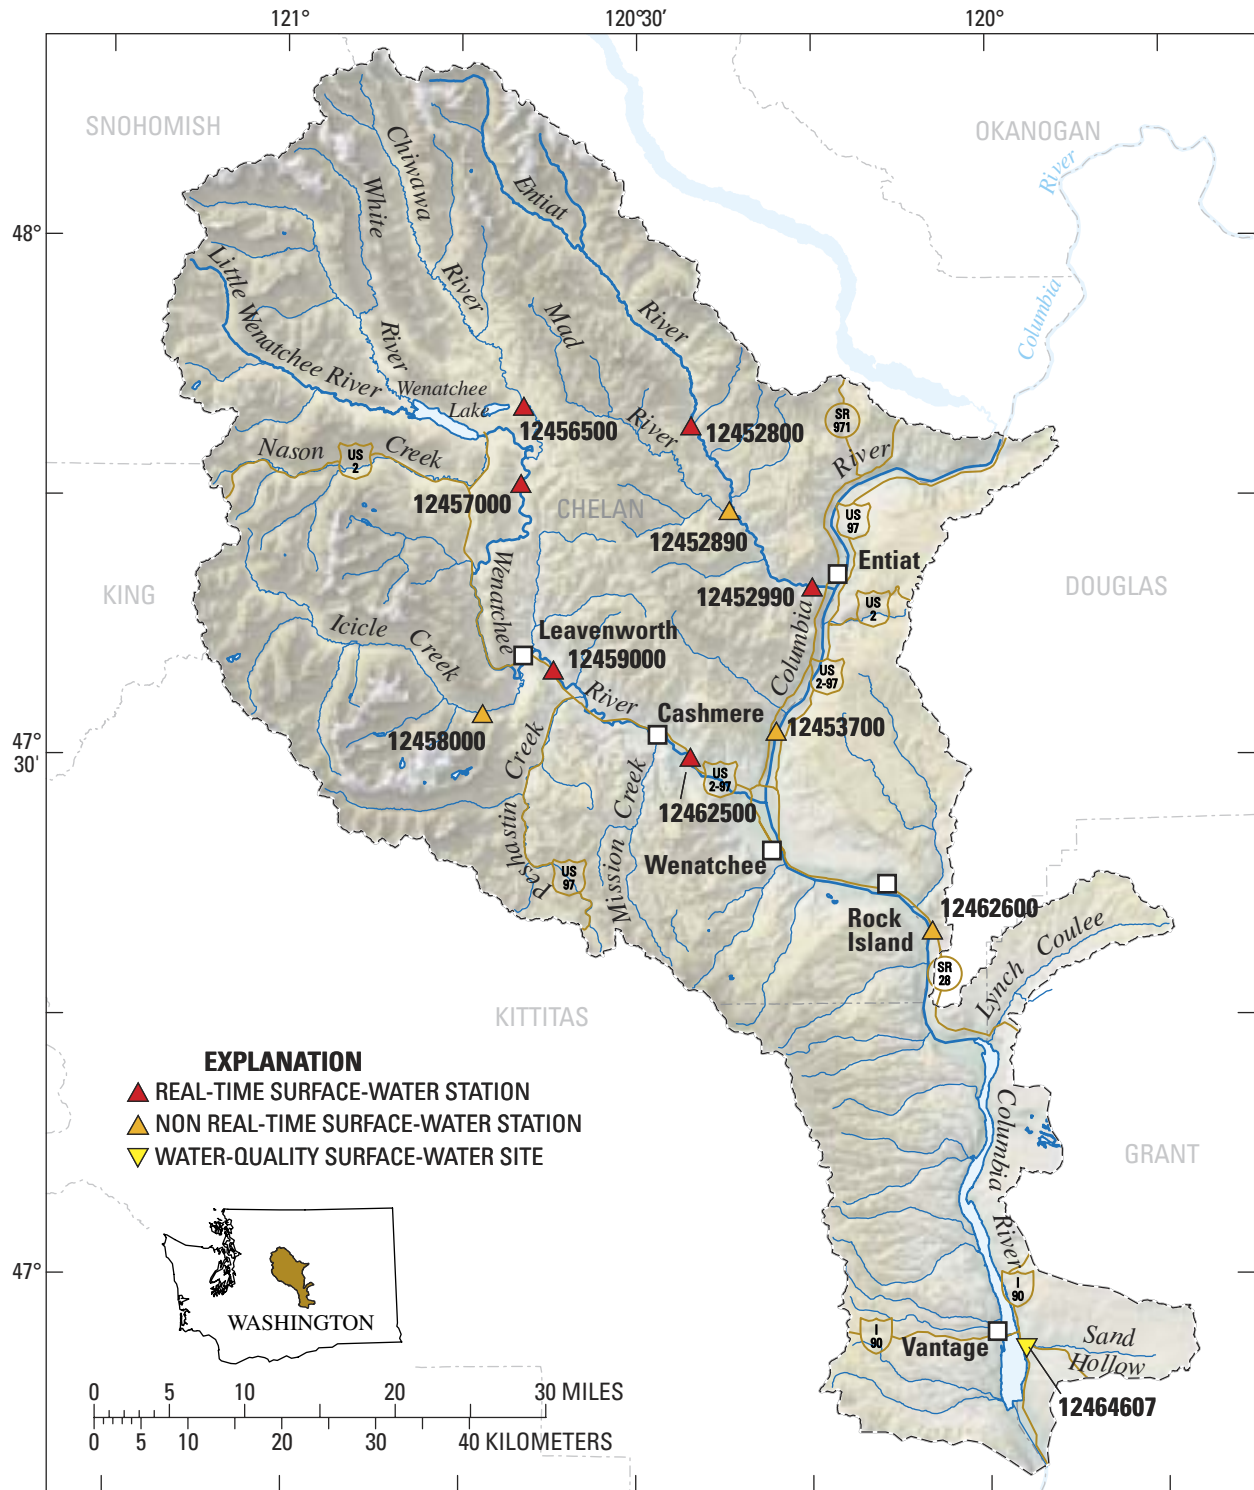 121°
120°30'
120°
SNOHOMISH
OKANOGAN
River
Columbia
48°
Chiwawa
River
White
River
Entiat
River
Little Wenatchee River
Mad
River
Wenatchee
Lake
12456500
12452800
SR
971
River
Nason Creek
US
2
12457000
CHELAN
US
97
12452890
Entiat
KING
DOUGLAS
12452990
US
2
Wenatchee
Columbia
Icicle Creek
Leavenworth
12459000
US
2-97
River
Cashmere
12453700
12458000
47°
30'
Peshastin Creek
Mission Creek
US
2-97
12462500
Wenatchee
US
97
Rock
Island
12462600
SR
28
Lynch Coulee
KITTITAS
EXPLANATION
REAL-TIME SURFACE-WATER STATION
NON REAL-TIME SURFACE-WATER STATION
WATER-QUALITY SURFACE-WATER SITE
Columbia
River
GRANT
47°
WASHINGTON
I
90
I
90
Vantage
Sand
Hollow
12464607
0 5 10 20 30 MILES
0 5 10 20 30 40 KILOMETERS